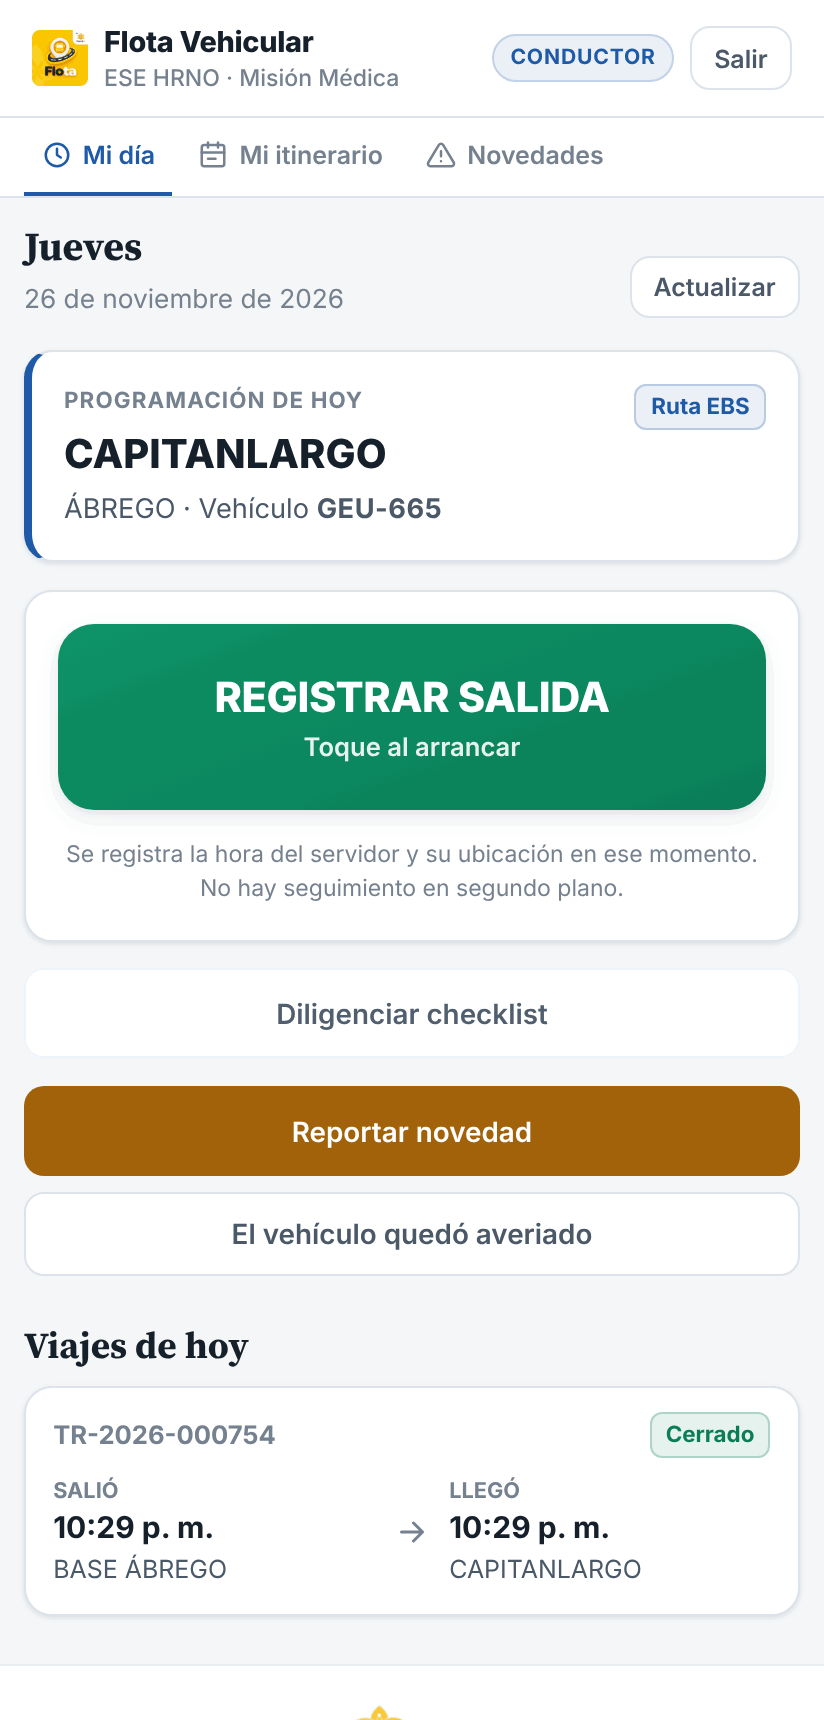 Flota
Flota Vehicular
ESE HRNO · Misión Médica
CONDUCTOR
Salir
Mi día
Mi itinerario
Novedades
Jueves
26 de noviembre de 2026
Actualizar
PROGRAMACIÓN DE HOY
Ruta EBS
CAPITANLARGO
ÁBREGO · Vehículo GEU-665
REGISTRAR SALIDA
Toque al arrancar
Se registra la hora del servidor y su ubicación en ese momento.
No hay seguimiento en segundo plano.
Diligenciar checklist
Reportar novedad
El vehículo quedó averiado
Viajes de hoy
TR-2026-000754
Cerrado
SALIÓ
10:29 p. m.
BASE ÁBREGO
→
LLEGÓ
10:29 p. m.
CAPITANLARGO